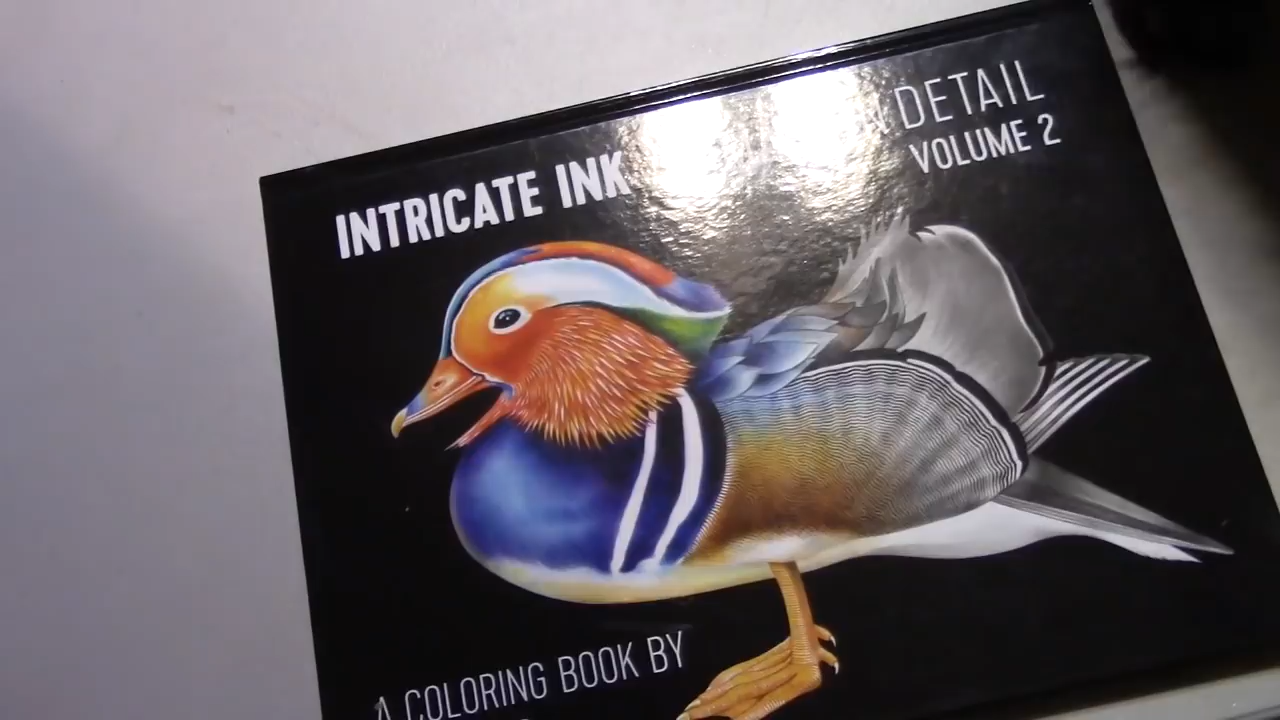 INTRICATE INK
DETAIL
VOLUME 2
A COLORING BOOK BY